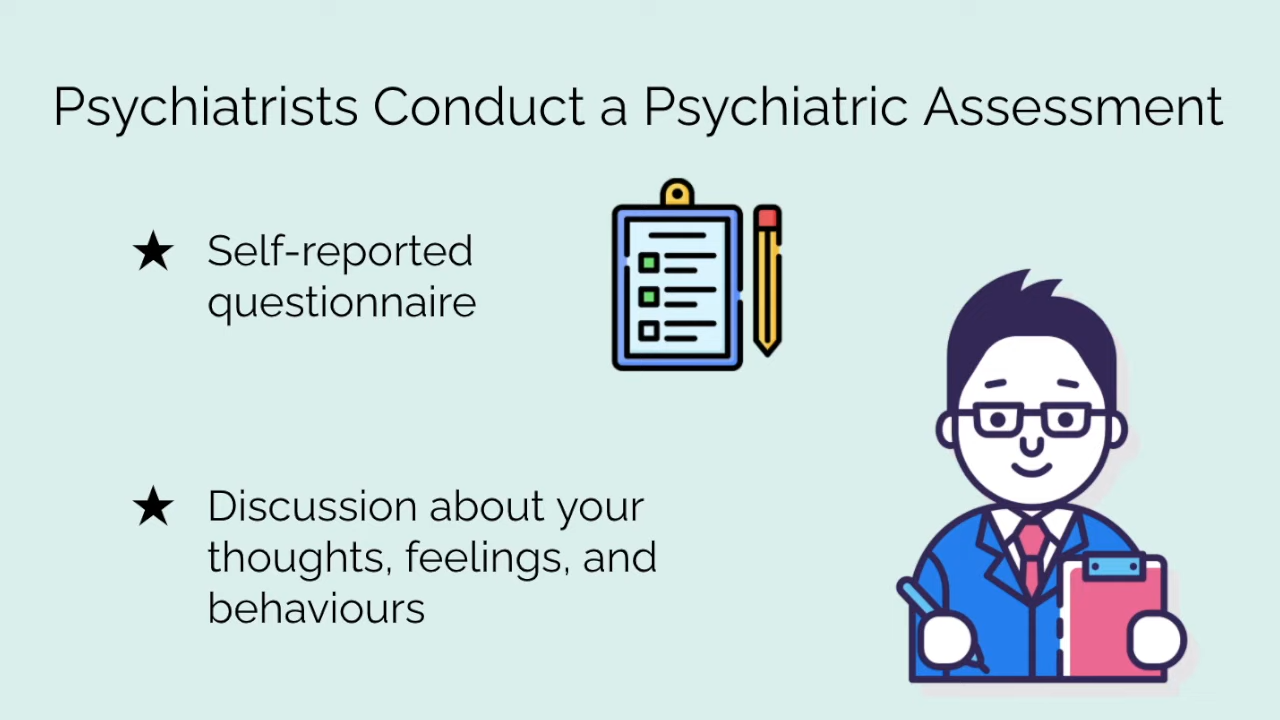 Psychiatrists Conduct a Psychiatric Assessment
★ Self-reported
questionnaire
★ Discussion about your
thoughts, feelings, and
behaviours